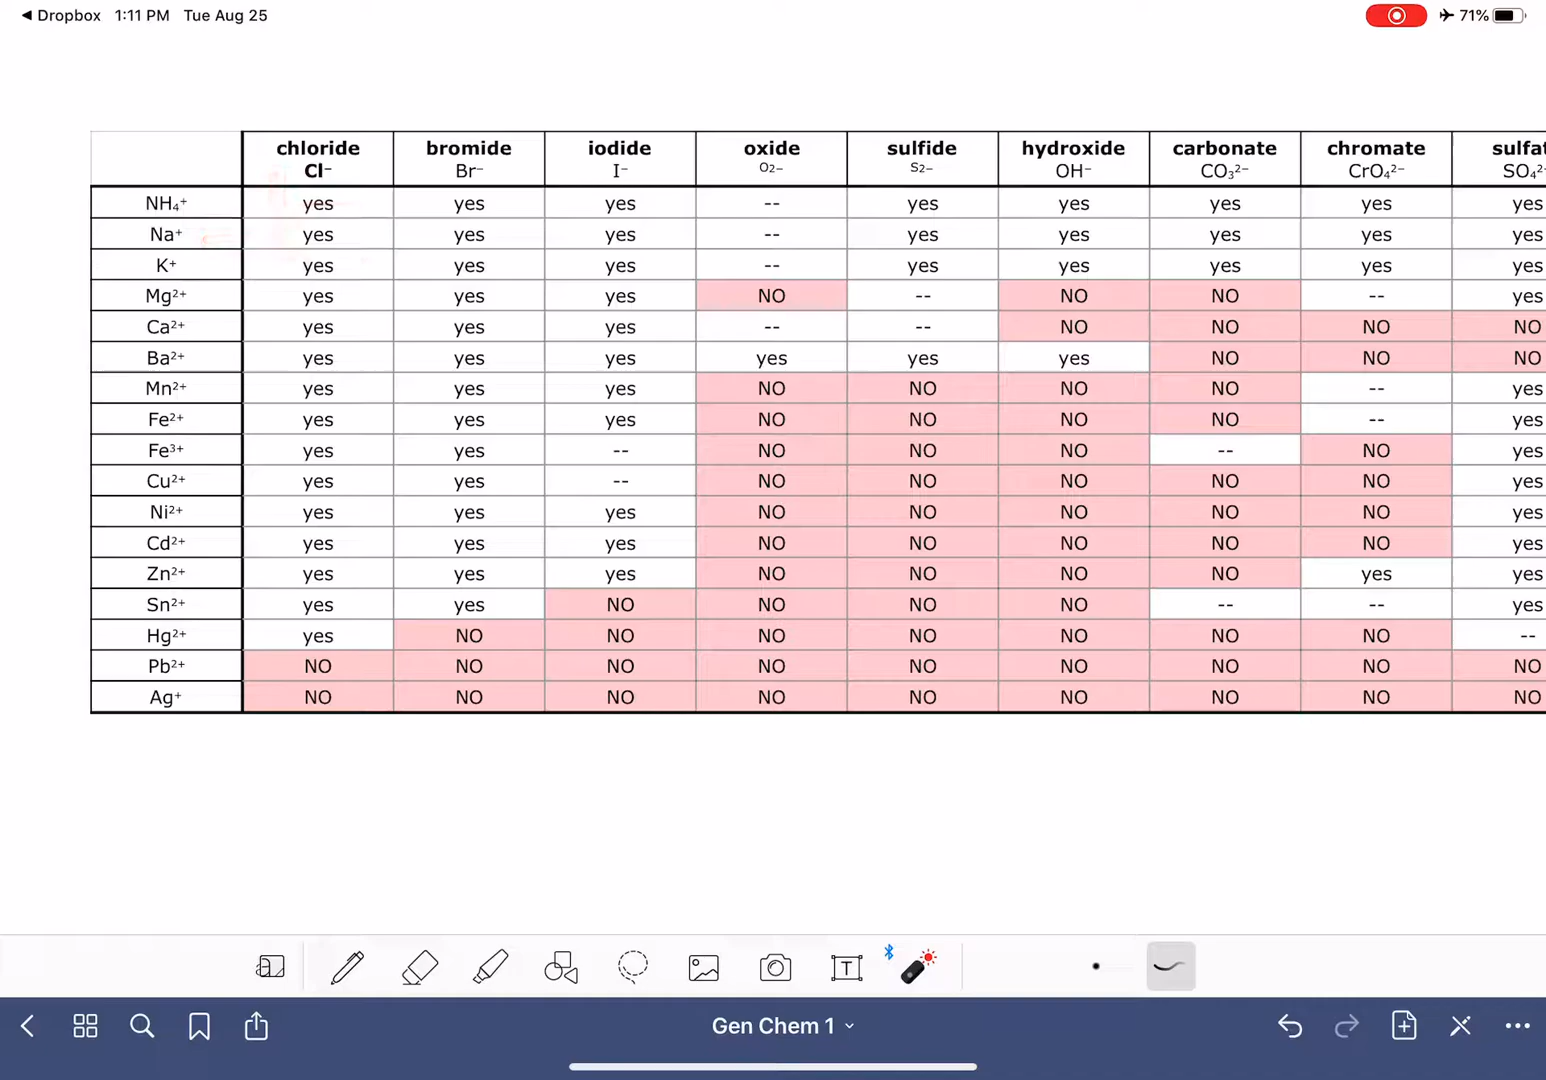 ◀ Dropbox 1:11 PM Tue Aug 25 71%
chloride bromide iodide oxide sulfide hydroxide carbonate chromate sulfat
Cl⁻ Br⁻ I⁻ O2− S2− OH⁻ CO₃²⁻ CrO₄²⁻ SO₄²⁻
NH₄⁺ yes yes yes -- yes yes yes yes yes
Na⁺ yes yes yes -- yes yes yes yes yes
K⁺ yes yes yes -- yes yes yes yes yes
Mg²⁺ yes yes yes NO -- NO NO -- yes
Ca²⁺ yes yes yes -- -- NO NO NO NO
Ba²⁺ yes yes yes yes yes yes NO NO NO
Mn²⁺ yes yes yes NO NO NO NO -- yes
Fe²⁺ yes yes yes NO NO NO NO -- yes
Fe³⁺ yes yes -- NO NO NO -- NO yes
Cu²⁺ yes yes -- NO NO NO NO NO yes
Ni²⁺ yes yes yes NO NO NO NO NO yes
Cd²⁺ yes yes yes NO NO NO NO NO yes
Zn²⁺ yes yes yes NO NO NO NO yes yes
Sn²⁺ yes yes NO NO NO NO -- -- yes
Hg²⁺ yes NO NO NO NO NO NO NO --
Pb²⁺ NO NO NO NO NO NO NO NO NO
Ag⁺ NO NO NO NO NO NO NO NO NO
T
Gen Chem 1